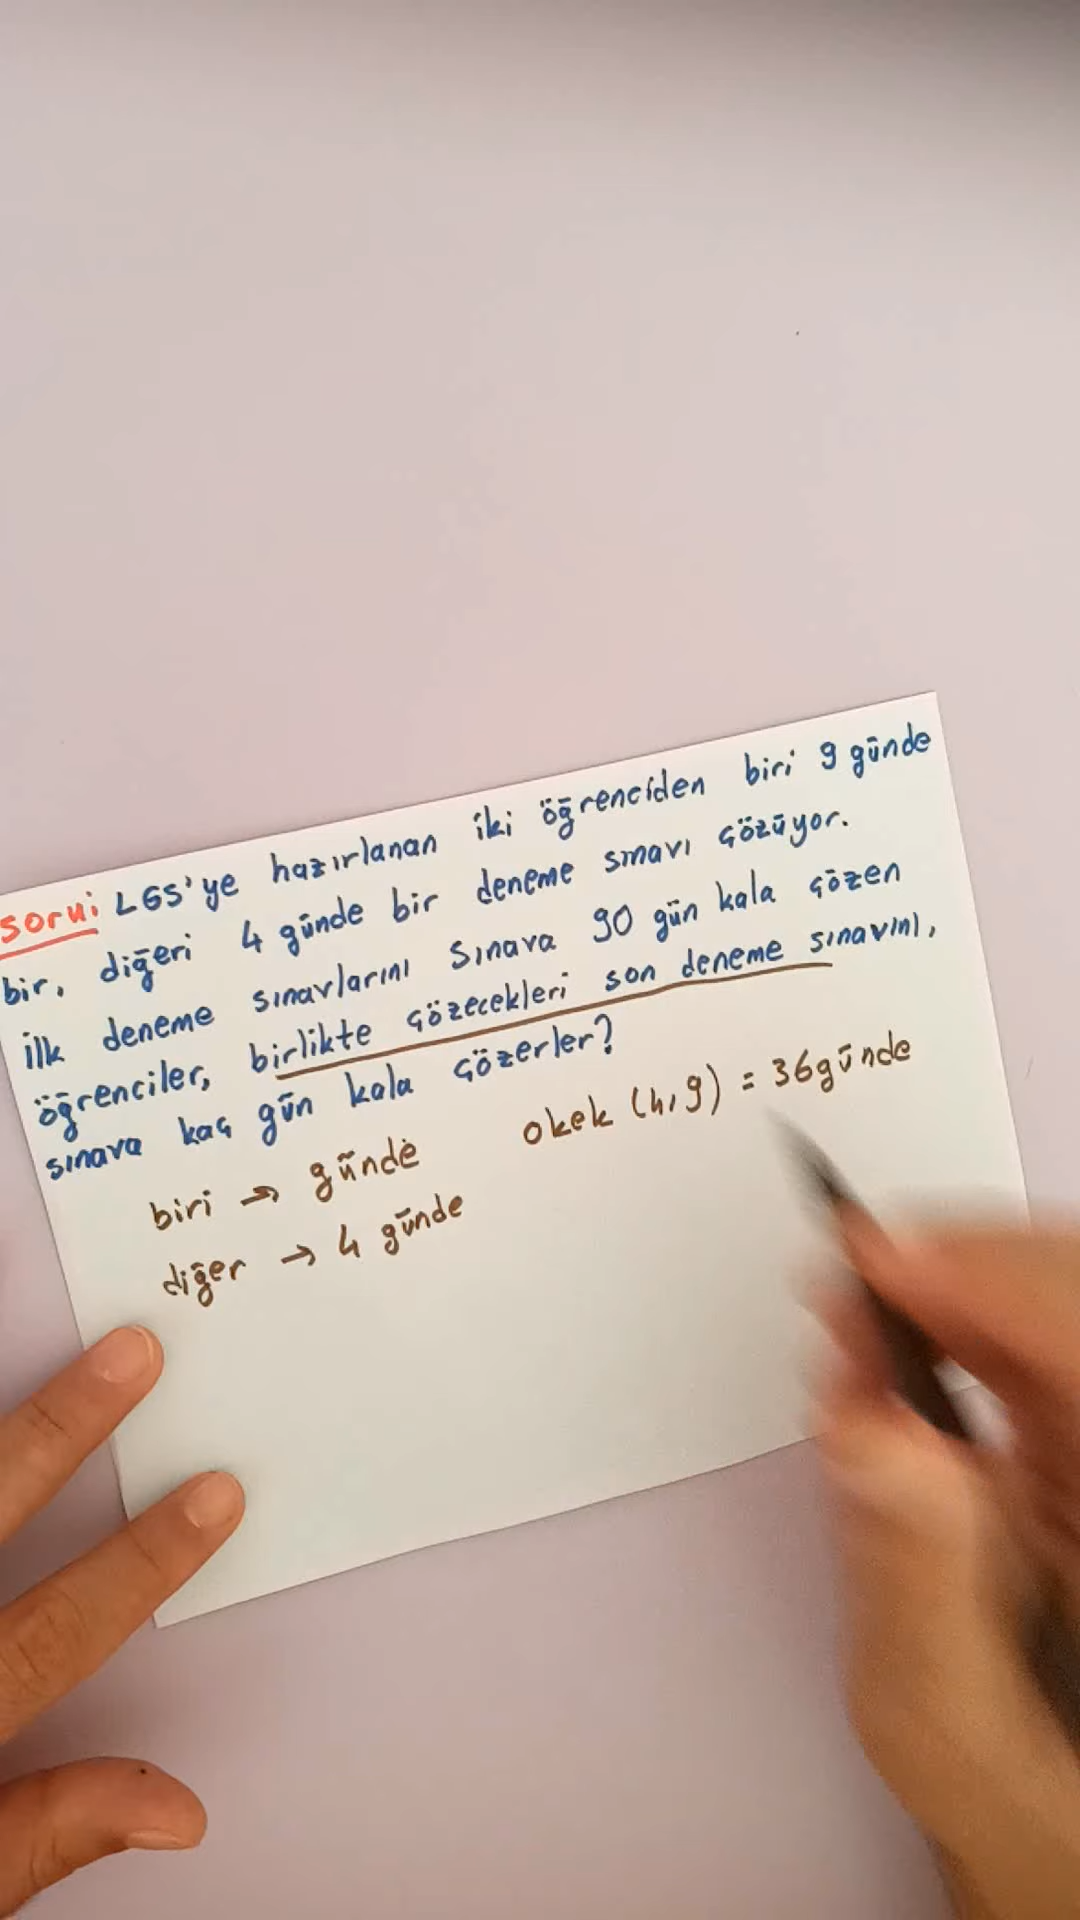 soru: LGS'ye hazırlanan iki öğrenciden biri 9 günde
bir, diğeri 4 günde bir deneme sınavı çözüyor.
İlk deneme sınavlarını sınava 90 gün kala çözen
öğrenciler, birlikte çözecekleri son deneme sınavını,
sınava kaç gün kala çözerler?
biri → günde
diğer → 4 günde
okek (4,9) = 36günde